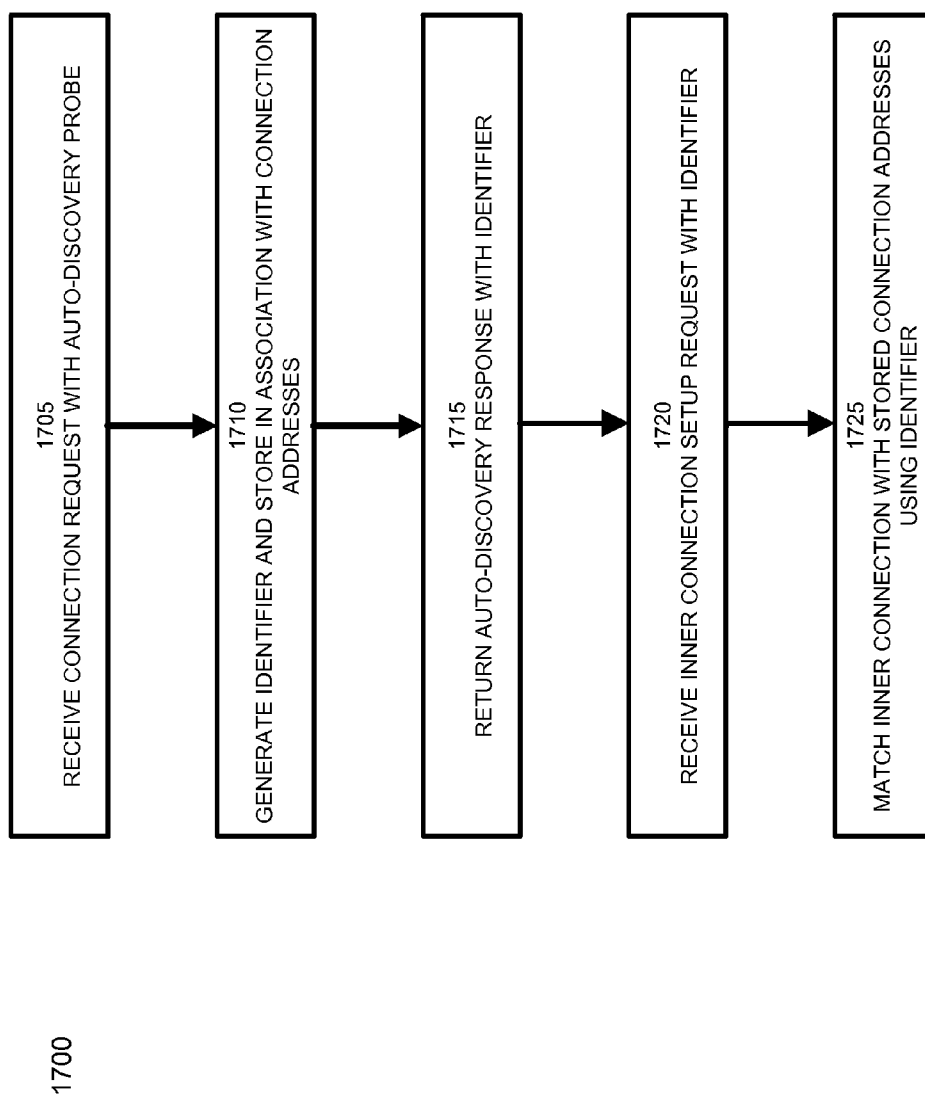 1700
1705
RECEIVE CONNECTION REQUEST WITH AUTO-DISCOVERY PROBE
1710
GENERATE IDENTIFIER AND STORE IN ASSOCIATION WITH CONNECTION
ADDRESSES
1715
RETURN AUTO-DISCOVERY RESPONSE WITH IDENTIFIER
1720
RECEIVE INNER CONNECTION SETUP REQUEST WITH IDENTIFIER
1725
MATCH INNER CONNECTION WITH STORED CONNECTION ADDRESSES
USING IDENTIFIER